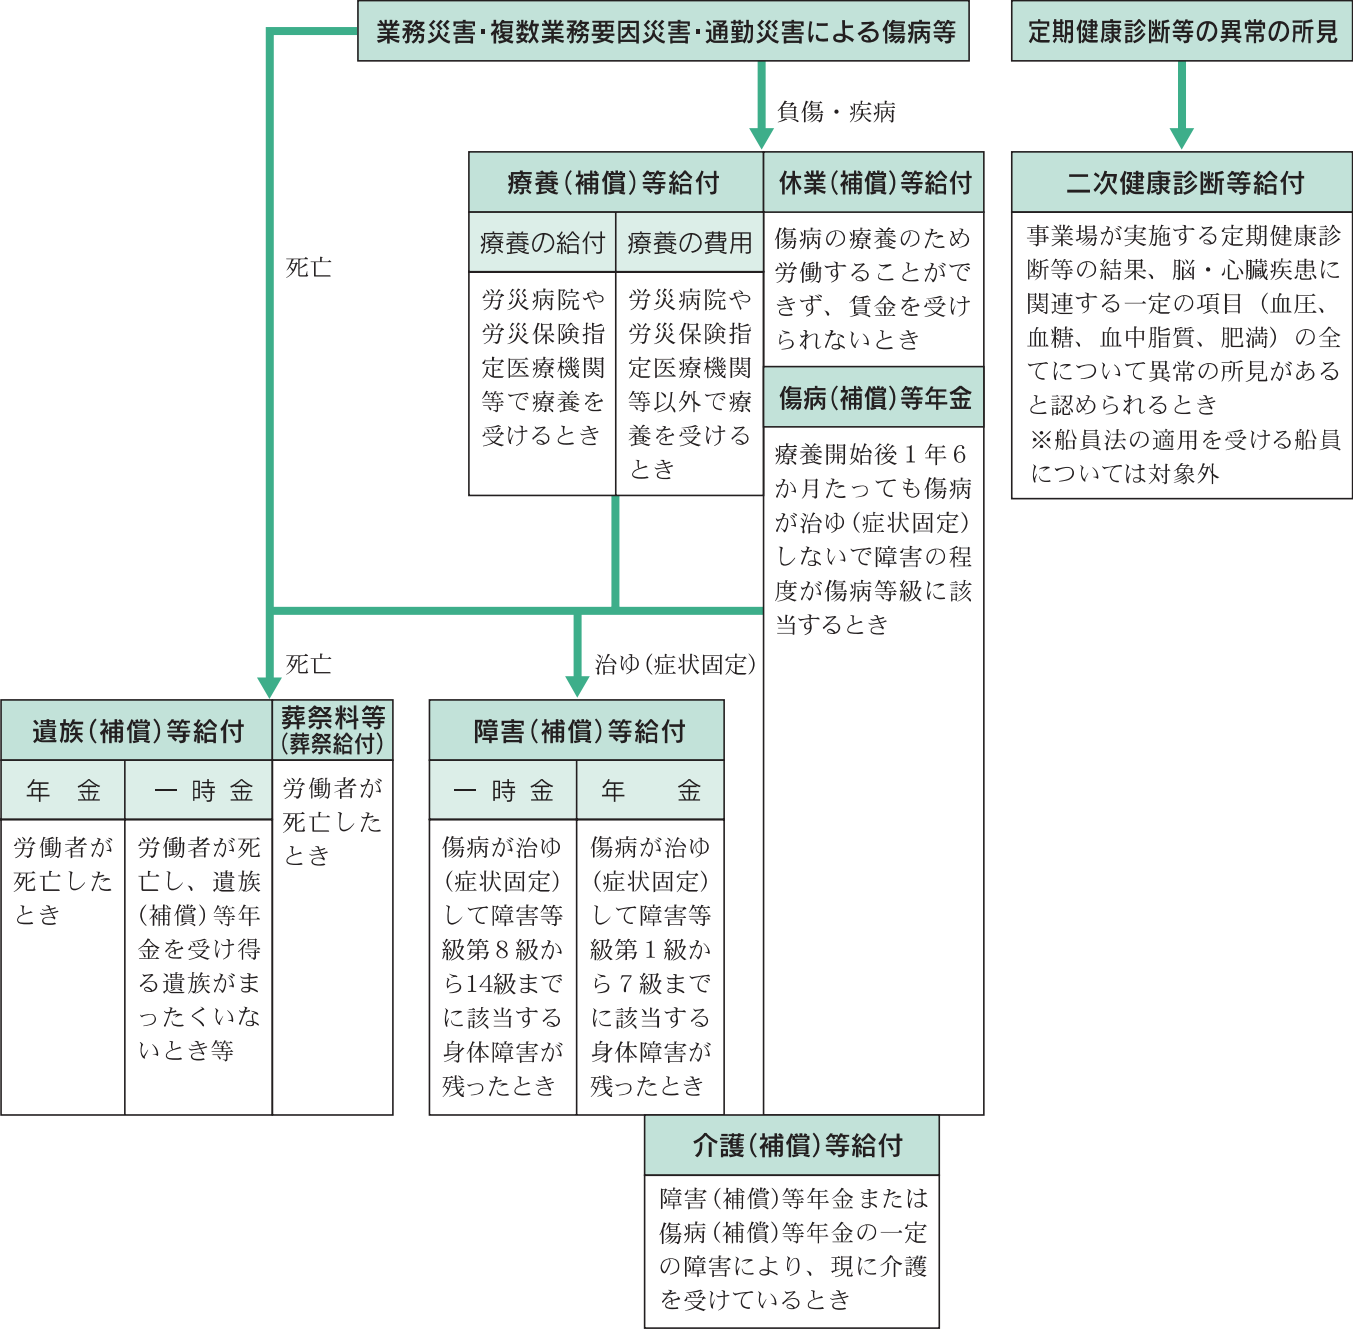 業務災害・複数業務要因災害・通勤災害による傷病等
定期健康診断等の異常の所見
負傷・疾病
死亡
療養（補償）等給付
療養の給付
労災病院や
労災保険指
定医療機関
等で療養を
受けるとき
療養の費用
労災病院や
労災保険指
定医療機関
等以外で療
養を受ける
とき
休業（補償）等給付
傷病の療養のため
労働することがで
きず、賃金を受け
られないとき
傷病（補償）等年金
療養開始後１年６
か月たっても傷病
が治ゆ（症状固定）
しないで障害の程
度が傷病等級に該
当するとき
二次健康診断等給付
事業場が実施する定期健康診
断等の結果、脳・心臓疾患に
関連する一定の項目（血圧、
血糖、血中脂質、肥満）の全
てについて異常の所見がある
と認められるとき
※船員法の適用を受ける船員
については対象外
死亡
治ゆ（症状固定）
遺族（補償）等給付
年　金
労働者が
死亡した
とき
一 時 金
労働者が死
亡し、遺族
（補償）等年
金を受け得
る遺族がま
ったくいな
いとき等
葬祭料等
（葬祭給付）
労働者が
死亡した
とき
障害（補償）等給付
一 時 金
傷病が治ゆ
（症状固定）
して障害等
級第８級か
ら14級まで
に該当する
身体障害が
残ったとき
年　　金
傷病が治ゆ
（症状固定）
して障害等
級第１級か
ら７級まで
に該当する
身体障害が
残ったとき
介護（補償）等給付
障害（補償）等年金または
傷病（補償）等年金の一定
の障害により、現に介護
を受けているとき